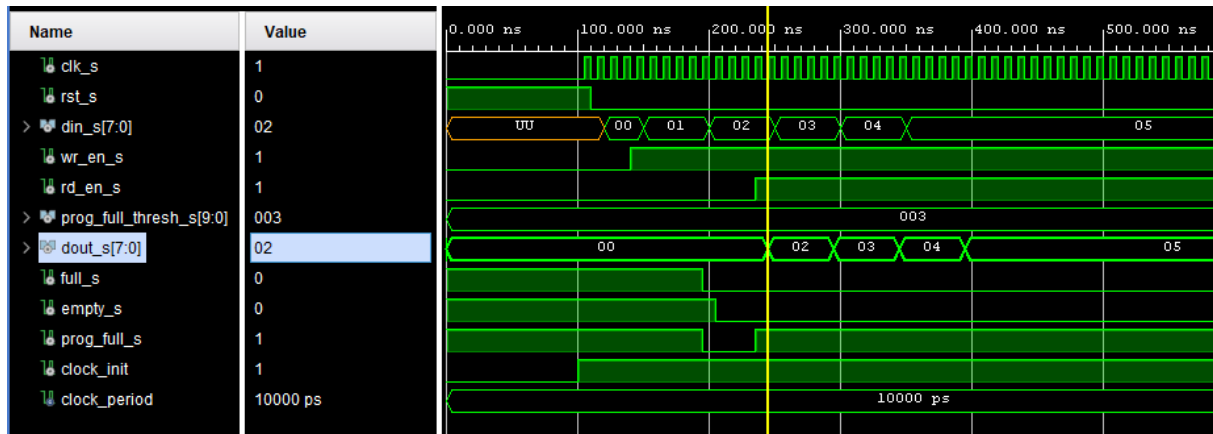 Name Value 0.000 ns 100.000 ns 200.000 ns 300.000 ns 400.000 ns 500.000 ns
clk_s 1
rst_s 0
din_s[7:0] 02 UU 00 01 02 03 04 05
wr_en_s 1
rd_en_s 1
prog_full_thresh_s[9:0] 003 003
dout_s[7:0] 02 00 02 03 04 05
full_s 0
empty_s 0
prog_full_s 1
clock_init 1
clock_period 10000 ps 10000 ps